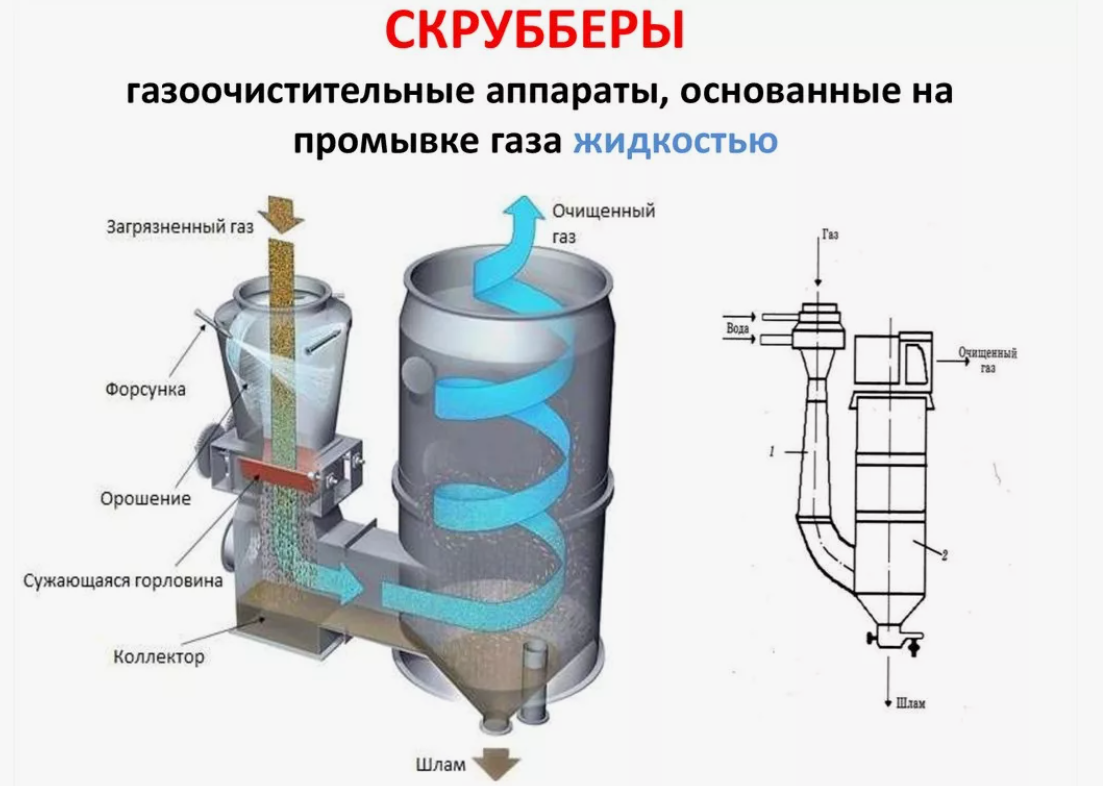 СКРУББЕРЫ
газоочистительные аппараты, основанные на
промывке газа жидкостью
Загрязненный газ
Очищенный
газ
Форсунка
Орошение
Сужающаяся горловина
Коллектор
Шлам
Газ
Вода
Очищенный
газ
1
2
Шлам